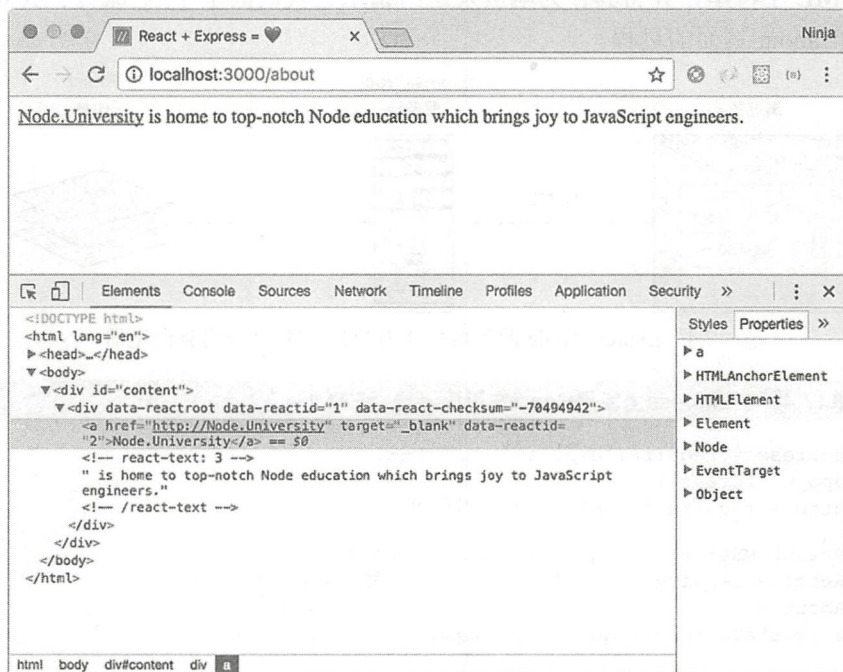 React + Express = 🖤
Ninja
localhost:3000/about
Node.University is home to top-notch Node education which brings joy to JavaScript engineers.
Elements Console Sources Network Timeline Profiles Application Security »
<!DOCTYPE html>
<html lang="en">
▶<head>…</head>
▼<body>
▼<div id="content">
▼<div data-reactroot data-reactid="1" data-react-checksum="-70494942">
<a href="http://Node.University" target="_blank" data-reactid=
"2">Node.University</a> == $0
<!-- react-text: 3 -->
" is home to top-notch Node education which brings joy to JavaScript
engineers."
<!-- /react-text -->
</div>
</div>
</body>
</html>
html body div#content div a
Styles Properties »
▶ a
▶ HTMLAnchorElement
▶ HTMLElement
▶ Element
▶ Node
▶ EventTarget
▶ Object